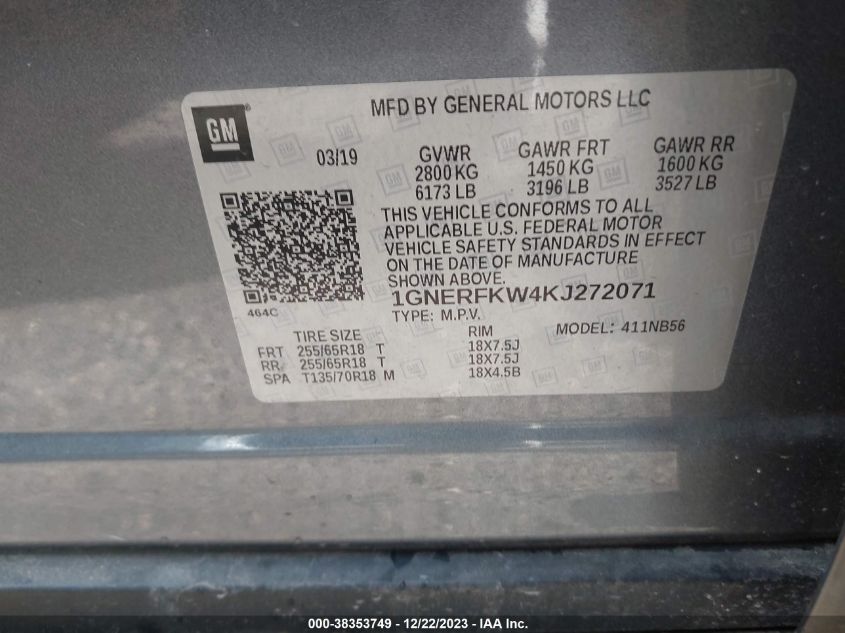 MFD BY GENERAL MOTORS LLC
GM
03/19
GVWR GAWR FRT GAWR RR
2800 KG 1450 KG 1600 KG
6173 LB 3196 LB 3527 LB
THIS VEHICLE CONFORMS TO ALL
APPLICABLE U.S. FEDERAL MOTOR
VEHICLE SAFETY STANDARDS IN EFFECT
ON THE DATE OF MANUFACTURE
SHOWN ABOVE.
464C
1GNERFKW4KJ272071
TYPE: M.P.V. MODEL: 411NB56
TIRE SIZE RIM
FRT 255/65R18 T 18X7.5J
RR 255/65R18 T 18X7.5J
SPA T135/70R18 M 18X4.5B
000-38353749 - 12/22/2023 - IAA Inc.